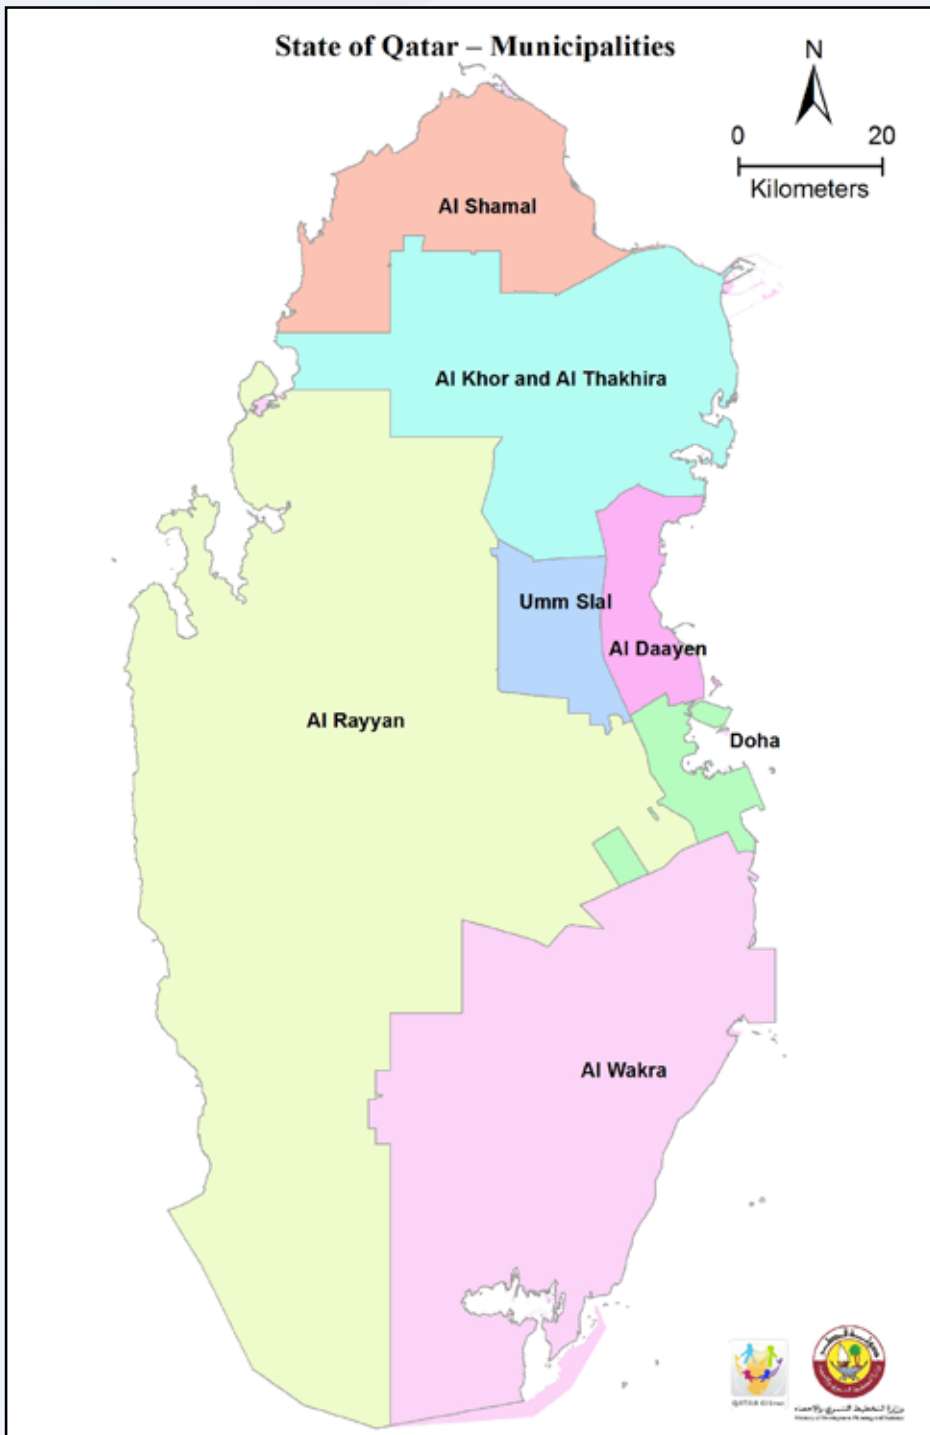 State of Qatar – Municipalities
N
0 20
Kilometers
Al Shamal
Al Khor and Al Thakhira
Umm Slal
Al Daayen
Al Rayyan
Doha
Al Wakra